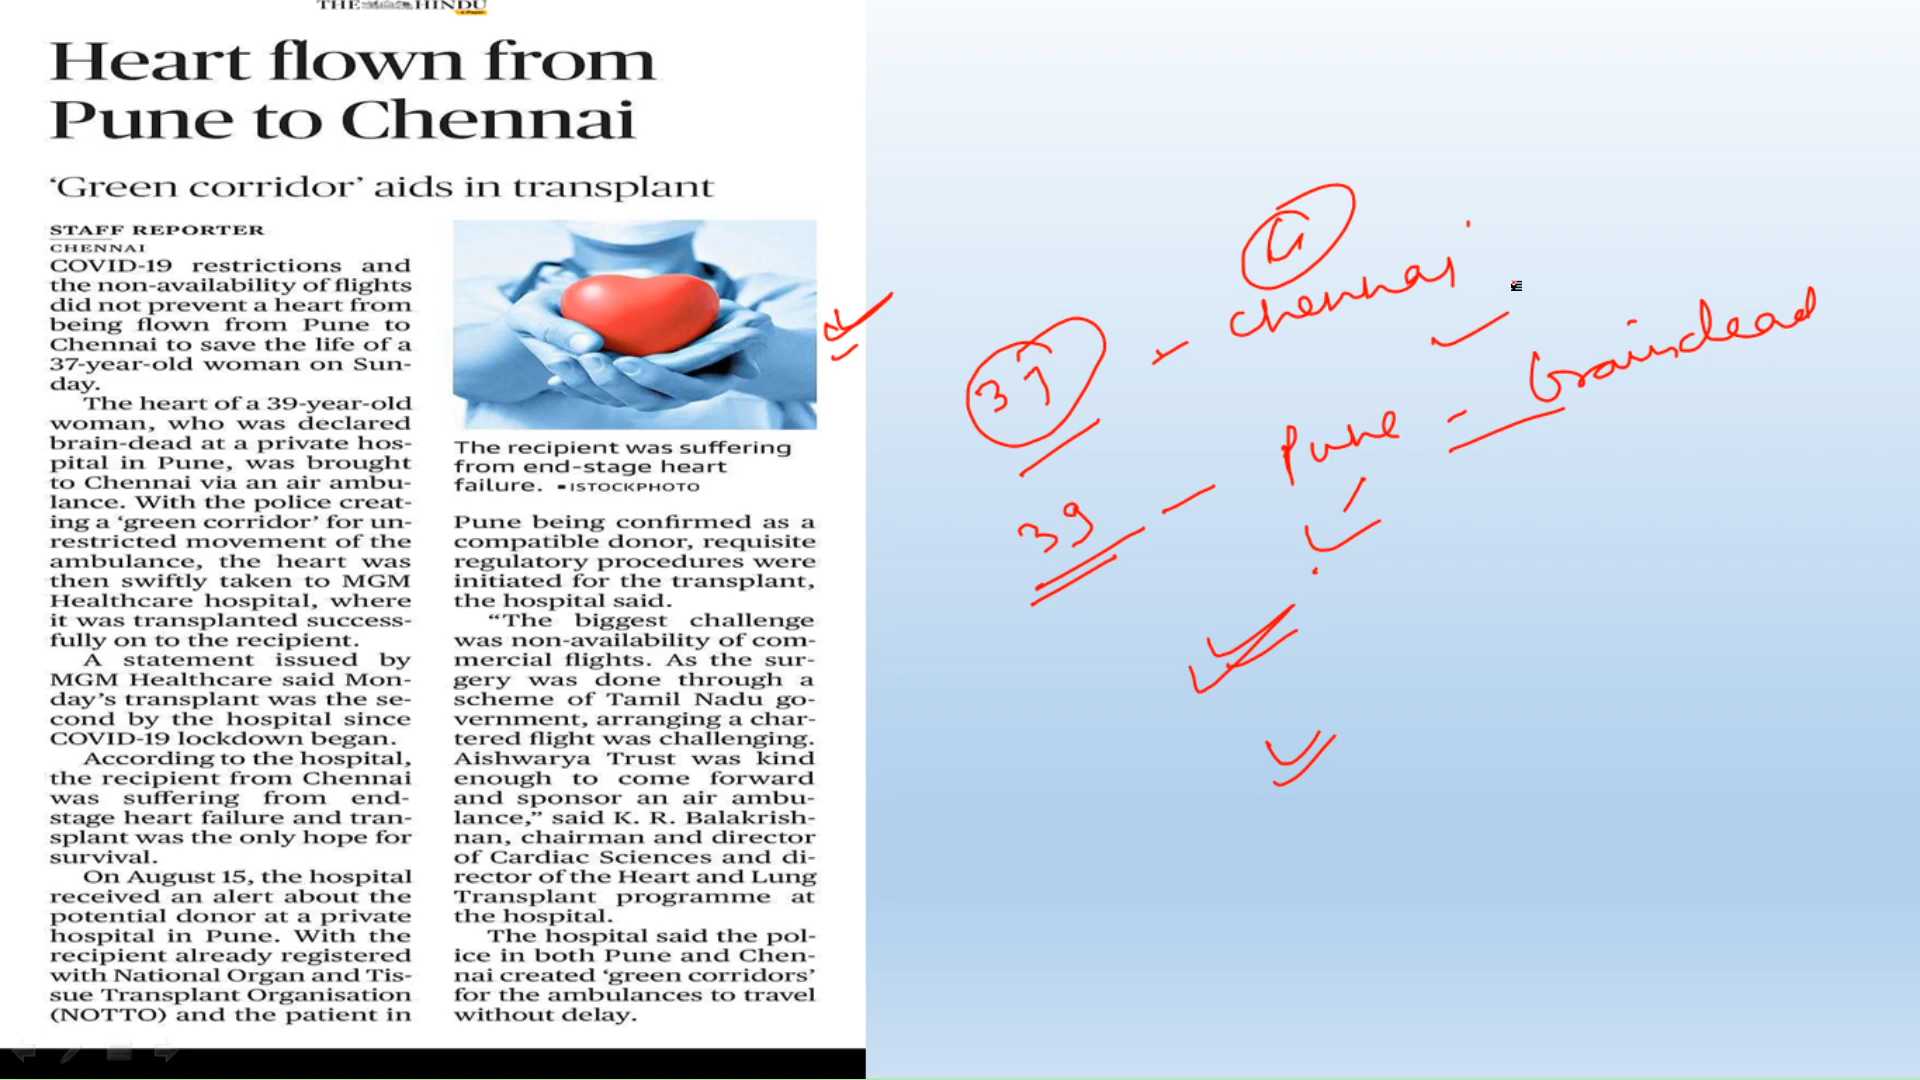 THE HINDU
Heart flown from
Pune to Chennai
‘Green corridor’ aids in transplant
STAFF REPORTER
CHENNAI
COVID-19 restrictions and
the non-availability of flights
did not prevent a heart from
being flown from Pune to
Chennai to save the life of a
37-year-old woman on Sun-
day.
The heart of a 39-year-old
woman, who was declared
brain-dead at a private hos-
pital in Pune, was brought
to Chennai via an air ambu-
lance. With the police creat-
ing a ‘green corridor’ for un-
restricted movement of the
ambulance, the heart was
then swiftly taken to MGM
Healthcare hospital, where
it was transplanted success-
fully on to the recipient.
A statement issued by
MGM Healthcare said Mon-
day’s transplant was the se-
cond by the hospital since
COVID-19 lockdown began.
According to the hospital,
the recipient from Chennai
was suffering from end-
stage heart failure and tran-
splant was the only hope for
survival.
On August 15, the hospital
received an alert about the
potential donor at a private
hospital in Pune. With the
recipient already registered
with National Organ and Tis-
sue Transplant Organisation
(NOTTO) and the patient in
The recipient was suffering
from end-stage heart
failure. ▪ISTOCKPHOTO
Pune being confirmed as a
compatible donor, requisite
regulatory procedures were
initiated for the transplant,
the hospital said.
“The biggest challenge
was non-availability of com-
mercial flights. As the sur-
gery was done through a
scheme of Tamil Nadu go-
vernment, arranging a char-
tered flight was challenging.
Aishwarya Trust was kind
enough to come forward
and sponsor an air ambu-
lance,” said K. R. Balakrish-
nan, chairman and director
of Cardiac Sciences and di-
rector of the Heart and Lung
Transplant programme at
the hospital.
The hospital said the pol-
ice in both Pune and Chen-
nai created ‘green corridors’
for the ambulances to travel
without delay.
37 - chennai
39 - Pune - braindead